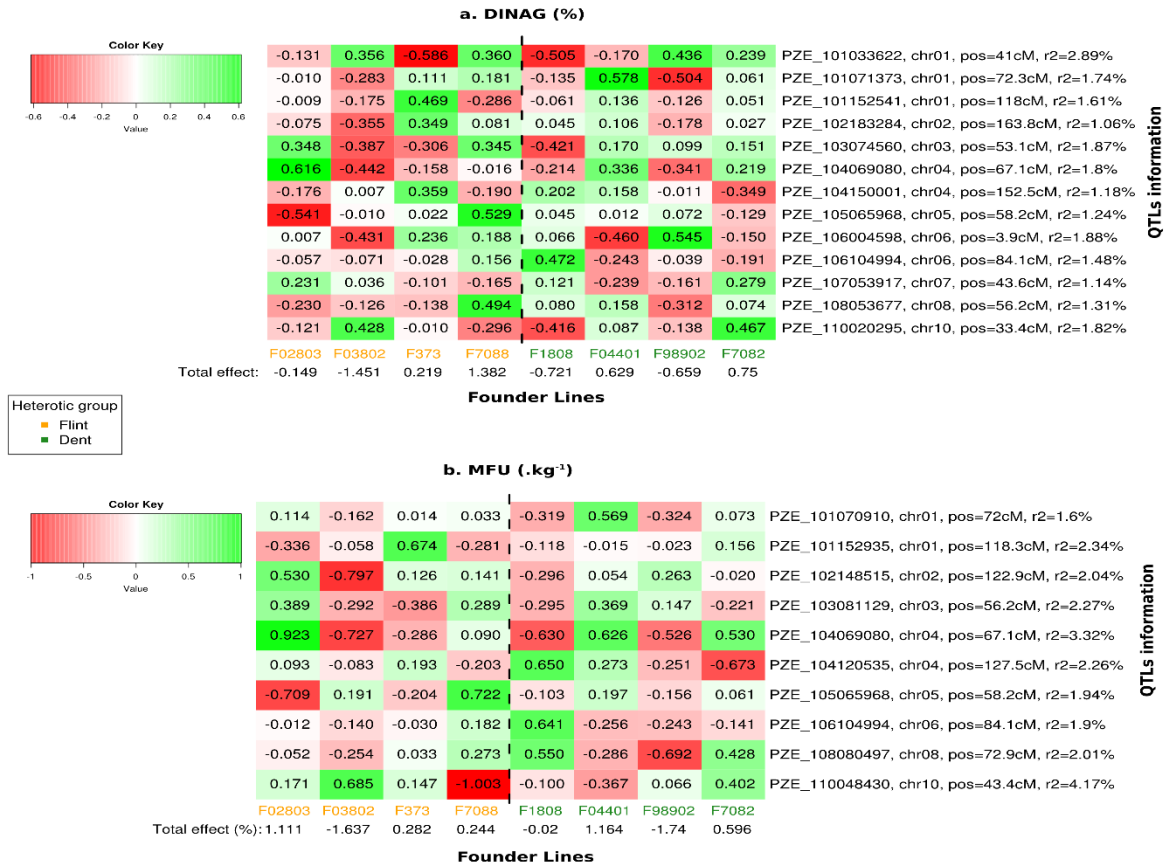 a. DINAG (%)
Color Key
-0.6 -0.4 -0.2 0 0.2 0.4 0.6
Value
-0.131 0.356 -0.586 0.360 -0.505 -0.170 0.436 0.239 PZE_101033622, chr01, pos=41cM, r2=2.89%
-0.010 -0.283 0.111 0.181 -0.135 0.578 -0.504 0.061 PZE_101071373, chr01, pos=72.3cM, r2=1.74%
-0.009 -0.175 0.469 -0.286 -0.061 0.136 -0.126 0.051 PZE_101152541, chr01, pos=118cM, r2=1.61%
-0.075 -0.355 0.349 0.081 0.045 0.106 -0.178 0.027 PZE_102183284, chr02, pos=163.8cM, r2=1.06%
0.348 -0.387 -0.306 0.345 -0.421 0.170 0.099 0.151 PZE_103074560, chr03, pos=53.1cM, r2=1.87%
0.616 -0.442 -0.158 -0.016 -0.214 0.336 -0.341 0.219 PZE_104069080, chr04, pos=67.1cM, r2=1.8%
-0.176 0.007 0.359 -0.190 0.202 0.158 -0.011 -0.349 PZE_104150001, chr04, pos=152.5cM, r2=1.18%
-0.541 -0.010 0.022 0.529 0.045 0.012 0.072 -0.129 PZE_105065968, chr05, pos=58.2cM, r2=1.24%
0.007 -0.431 0.236 0.188 0.066 -0.460 0.545 -0.150 PZE_106004598, chr06, pos=3.9cM, r2=1.88%
-0.057 -0.071 -0.028 0.156 0.472 -0.243 -0.039 -0.191 PZE_106104994, chr06, pos=84.1cM, r2=1.48%
0.231 0.036 -0.101 -0.165 0.121 -0.239 -0.161 0.279 PZE_107053917, chr07, pos=43.6cM, r2=1.14%
-0.230 -0.126 -0.138 0.494 0.080 0.158 -0.312 0.074 PZE_108053677, chr08, pos=56.2cM, r2=1.31%
-0.121 0.428 -0.010 -0.296 -0.416 0.087 -0.138 0.467 PZE_110020295, chr10, pos=33.4cM, r2=1.82%
QTLs information
F02803 F03802 F373 F7088 F1808 F04401 F98902 F7082
Total effect: -0.149 -1.451 0.219 1.382 -0.721 0.629 -0.659 0.75
Founder Lines
Heterotic group
Flint
Dent
b. MFU (.kg⁻¹)
Color Key
-1 -0.5 0 0.5 1
Value
0.114 -0.162 0.014 0.033 -0.319 0.569 -0.324 0.073 PZE_101070910, chr01, pos=72cM, r2=1.6%
-0.336 -0.058 0.674 -0.281 -0.118 -0.015 -0.023 0.156 PZE_101152935, chr01, pos=118.3cM, r2=2.34%
0.530 -0.797 0.126 0.141 -0.296 0.054 0.263 -0.020 PZE_102148515, chr02, pos=122.9cM, r2=2.04%
0.389 -0.292 -0.386 0.289 -0.295 0.369 0.147 -0.221 PZE_103081129, chr03, pos=56.2cM, r2=2.27%
0.923 -0.727 -0.286 0.090 -0.630 0.626 -0.526 0.530 PZE_104069080, chr04, pos=67.1cM, r2=3.32%
0.093 -0.083 0.193 -0.203 0.650 0.273 -0.251 -0.673 PZE_104120535, chr04, pos=127.5cM, r2=2.26%
-0.709 0.191 -0.204 0.722 -0.103 0.197 -0.156 0.061 PZE_105065968, chr05, pos=58.2cM, r2=1.94%
-0.012 -0.140 -0.030 0.182 0.641 -0.256 -0.243 -0.141 PZE_106104994, chr06, pos=84.1cM, r2=1.9%
-0.052 -0.254 0.033 0.273 0.550 -0.286 -0.692 0.428 PZE_108080497, chr08, pos=72.9cM, r2=2.01%
0.171 0.685 0.147 -1.003 -0.100 -0.367 0.066 0.402 PZE_110048430, chr10, pos=43.4cM, r2=4.17%
QTLs information
F02803 F03802 F373 F7088 F1808 F04401 F98902 F7082
Total effect (%): 1.111 -1.637 0.282 0.244 -0.02 1.164 -1.74 0.596
Founder Lines